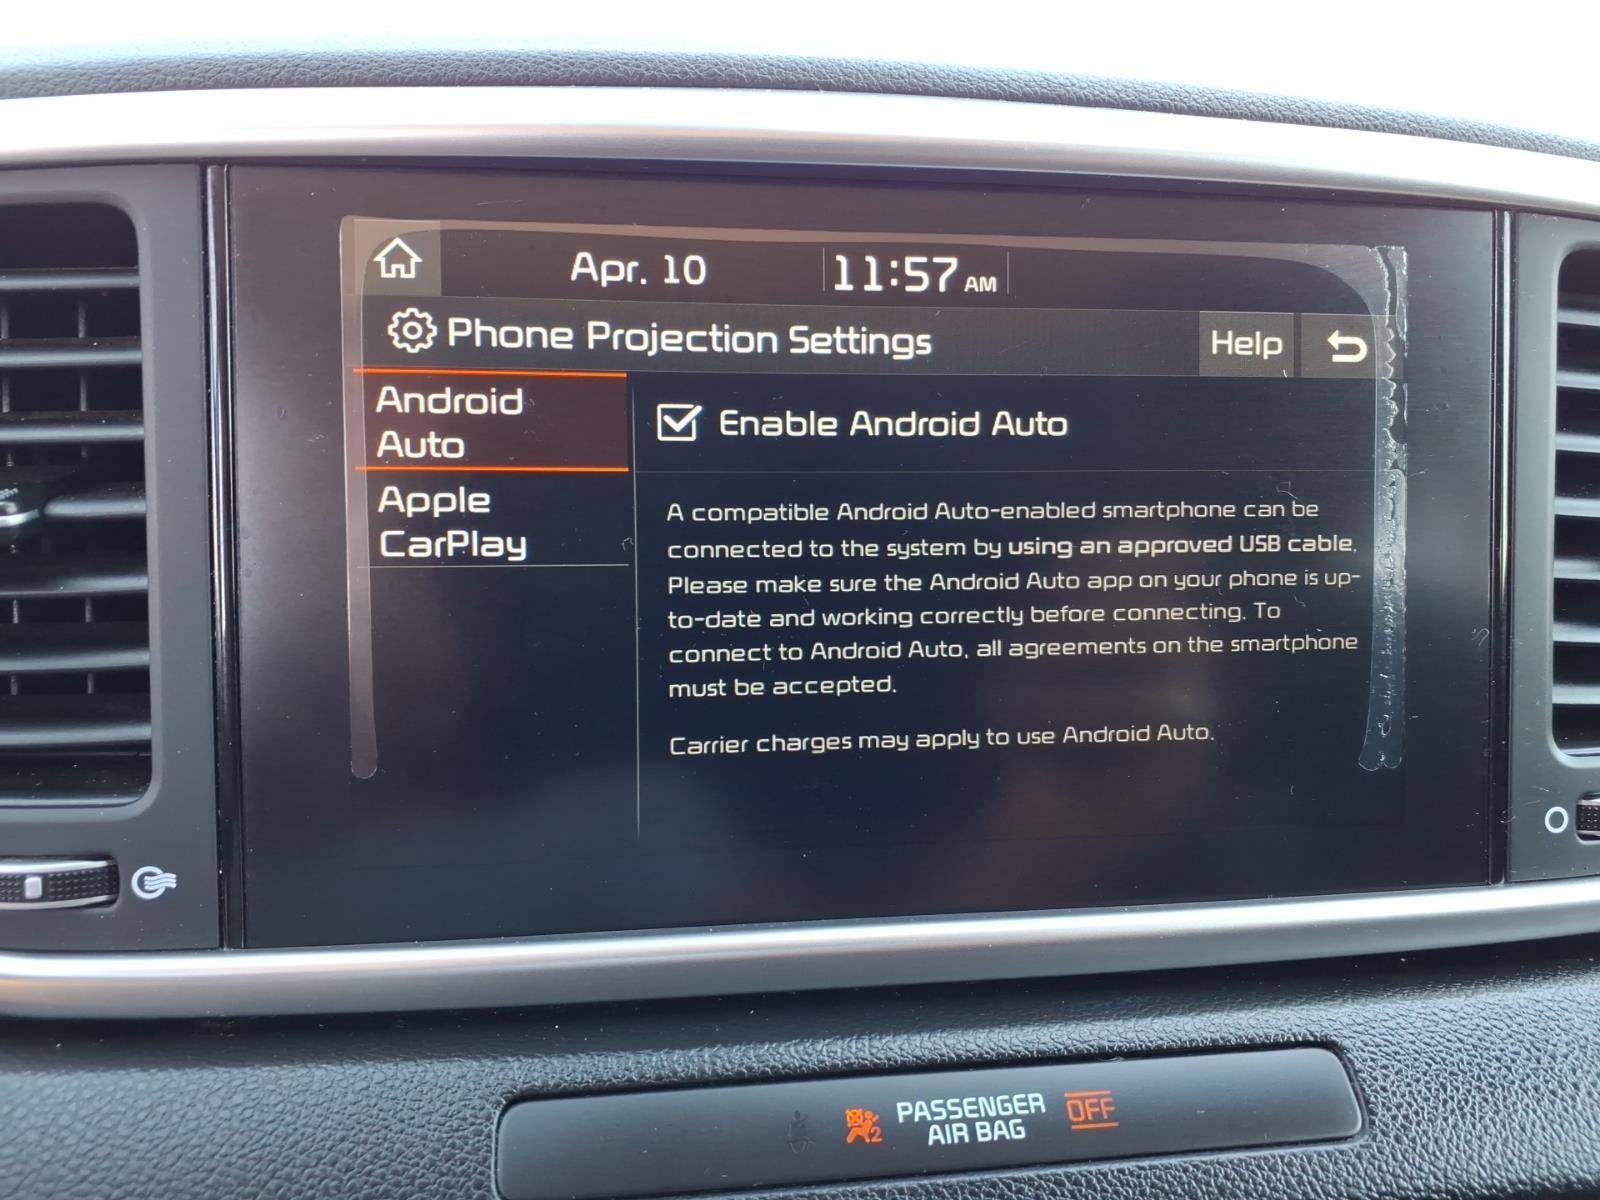 Apr. 10
11:57 AM
Phone Projection Settings
Help
Android
Auto
Apple
CarPlay
Enable Android Auto
A compatible Android Auto-enabled smartphone can be
connected to the system by using an approved USB cable.
Please make sure the Android Auto app on your phone is up-
to-date and working correctly before connecting. To
connect to Android Auto, all agreements on the smartphone
must be accepted.
Carrier charges may apply to use Android Auto.
2
PASSENGER
AIR BAG
OFF